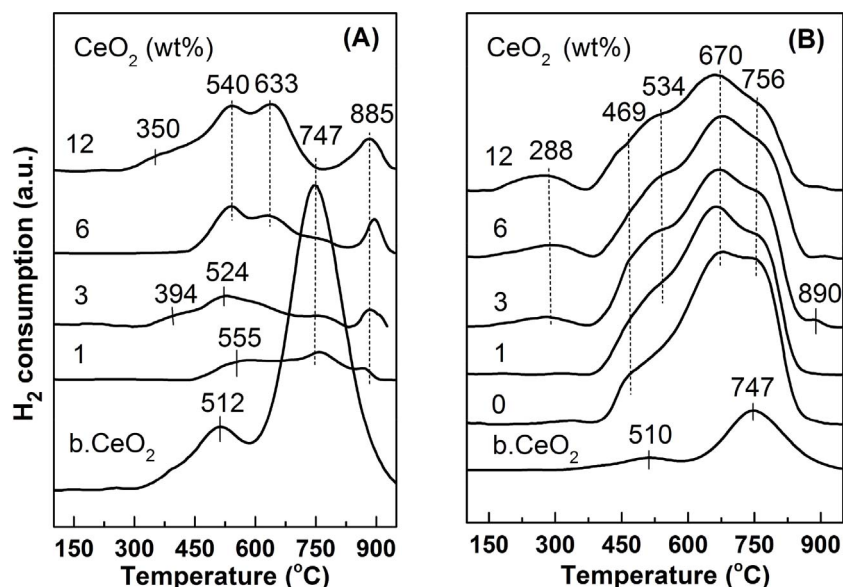 (A)
CeO2 (wt%)
540 633
885
350
747
12
6
524
3 394
555
1
512
b.CeO2
H2 consumption (a.u.)
150 300 450 600 750 900
Temperature (oC)
(B)
CeO2 (wt%)
670
756
534
469
288
12
6
3
890
1
0
747
b.CeO2
510
150 300 450 600 750 900
Temperature (oC)